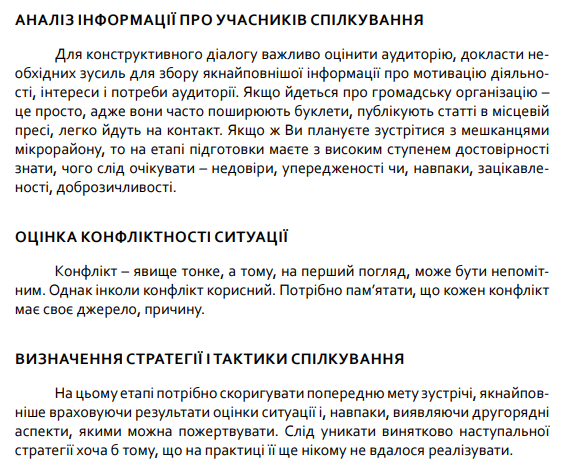 АНАЛІЗ ІНФОРМАЦІЇ ПРО УЧАСНИКІВ СПІЛКУВАННЯ
Для конструктивного діалогу важливо оцінити аудиторію, докласти не-
обхідних зусиль для збору якнайповнішої інформації про мотивацію діяльно-
сті, інтереси і потреби аудиторії. Якщо йдеться про громадську організацію –
це просто, адже вони часто поширюють буклети, публікують статті в місцевій
пресі, легко йдуть на контакт. Якщо ж Ви плануєте зустрітися з мешканцями
мікрорайону, то на етапі підготовки маєте з високим ступенем достовірності
знати, чого слід очікувати – недовіри, упередженості чи, навпаки, зацікавле-
ності, доброзичливості.
ОЦІНКА КОНФЛІКТНОСТІ СИТУАЦІЇ
Конфлікт – явище тонке, а тому, на перший погляд, може бути непоміт-
ним. Однак інколи конфлікт корисний. Потрібно пам’ятати, що кожен конфлікт
має своє джерело, причину.
ВИЗНАЧЕННЯ СТРАТЕГІЇ І ТАКТИКИ СПІЛКУВАННЯ
На цьому етапі потрібно скоригувати попередню мету зустрічі, якнайпов-
ніше враховуючи результати оцінки ситуації і, навпаки, виявляючи другорядні
аспекти, якими можна пожертвувати. Слід уникати винятково наступальної
стратегії хоча б тому, що на практиці її ще нікому не вдалося реалізувати.